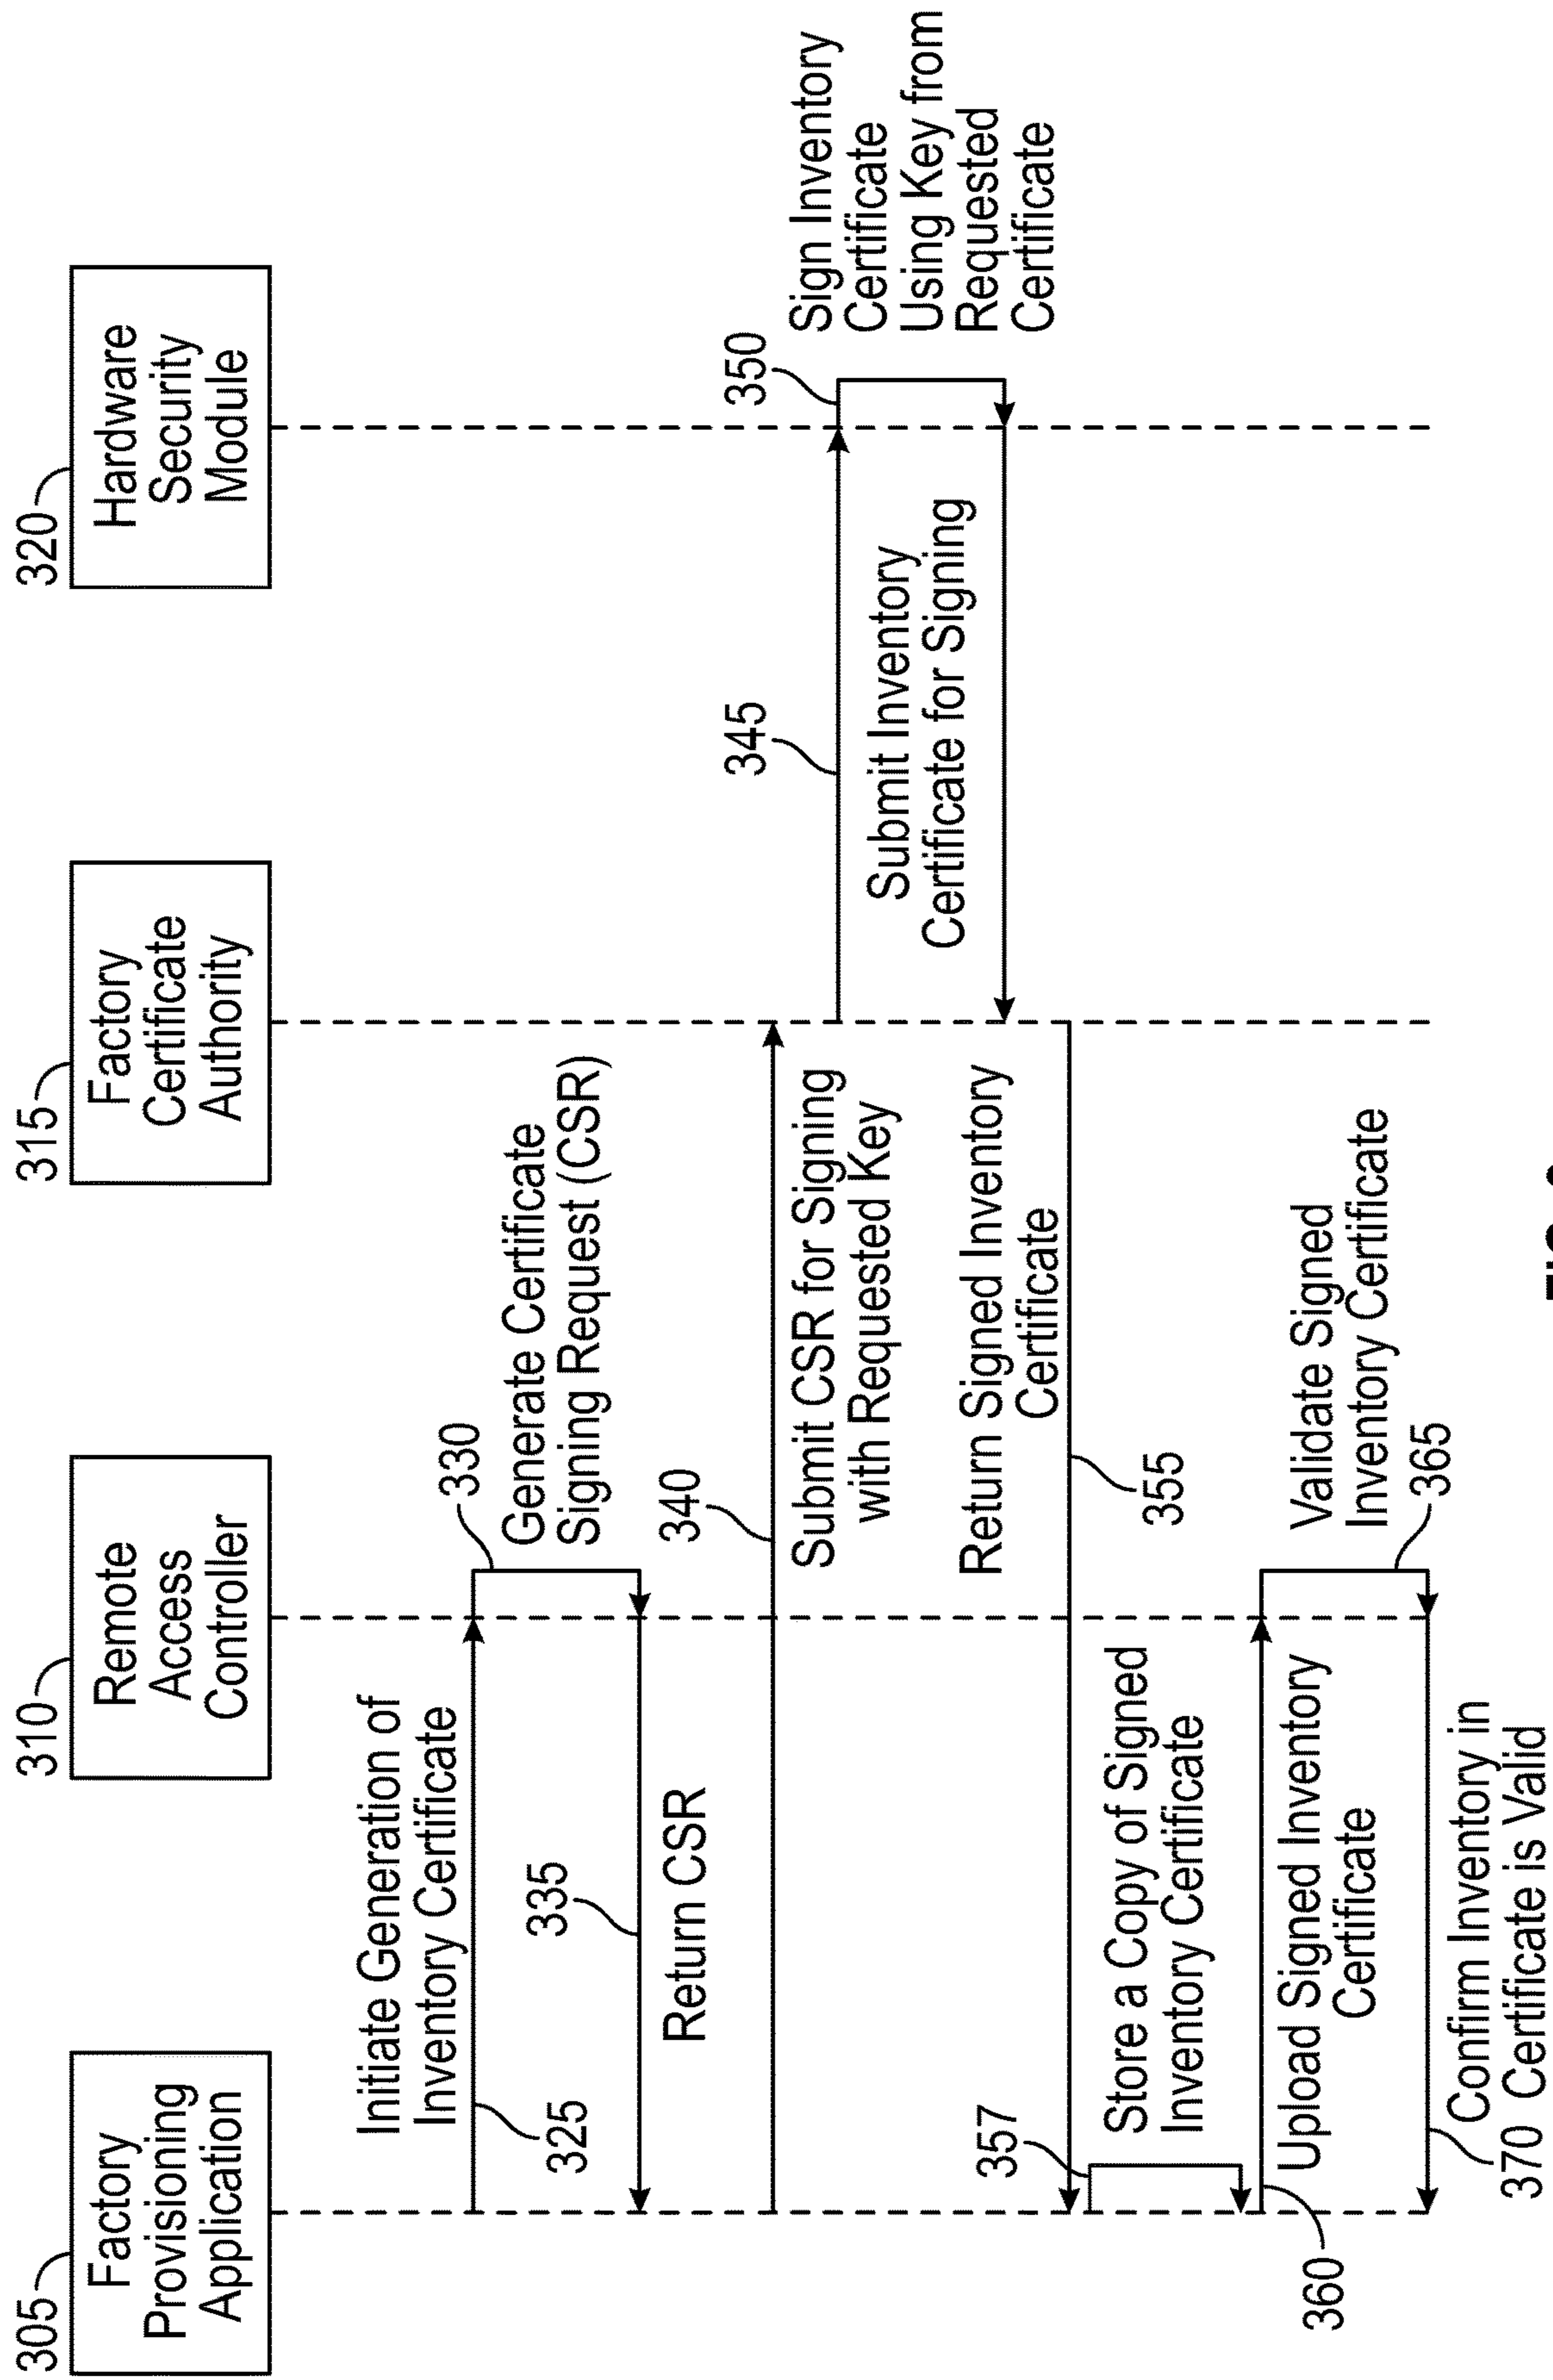 305
Factory
Provisioning
Application
310
Remote
Access
Controller
315
Factory
Certificate
Authority
320
Hardware
Security
Module
Initiate Generation of
Inventory Certificate
325
330
Generate Certificate
Signing Request (CSR)
335
Return CSR
340
Submit CSR for Signing
with Requested Key
345
Submit Inventory
Certificate for Signing
350
Sign Inventory
Certificate
Using Key from
Requested
Certificate
Return Signed Inventory
Certificate
355
357
Store a Copy of Signed
Inventory Certificate
360
Upload Signed Inventory
Certificate
Validate Signed
Inventory Certificate
365
370
Confirm Inventory in
Certificate is Valid